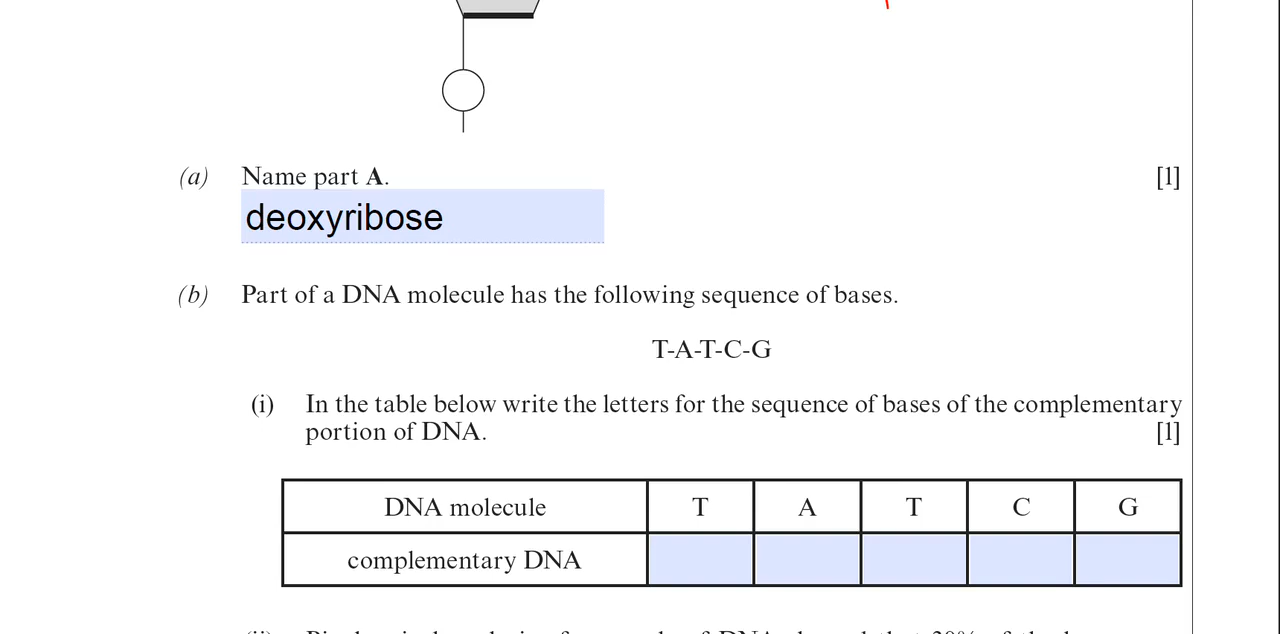 (a) Name part A. [1]
deoxyribose
(b) Part of a DNA molecule has the following sequence of bases.
T-A-T-C-G
(i) In the table below write the letters for the sequence of bases of the complementary
portion of DNA. [1]
DNA molecule T A T C G
complementary DNA